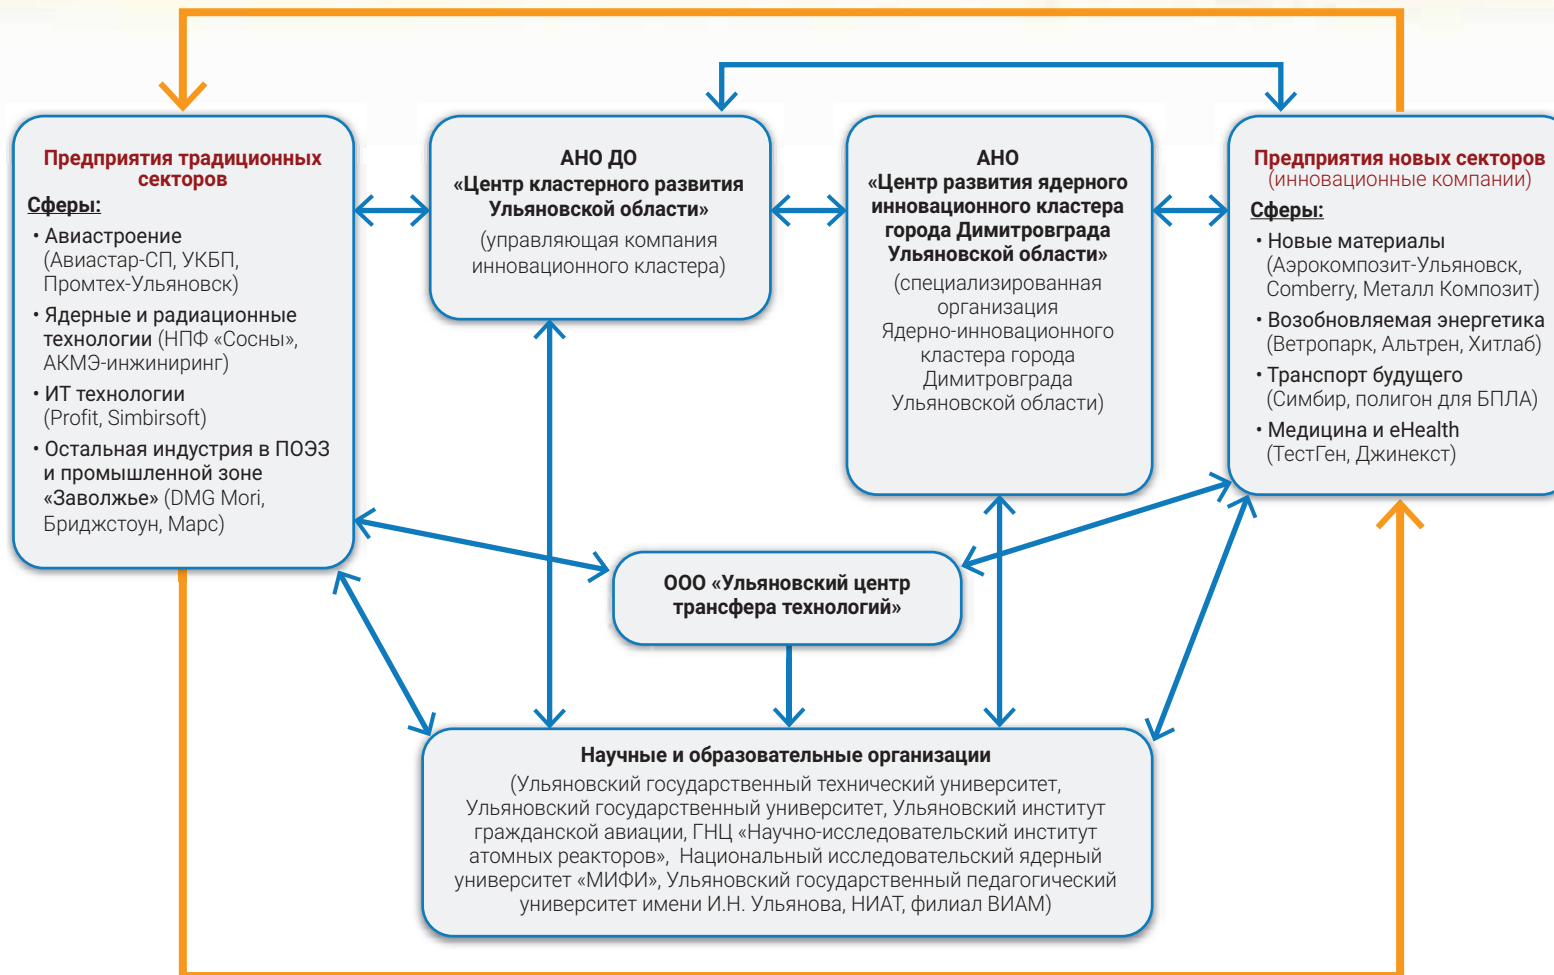 Предприятия традиционных
секторов
Сферы:
• Авиастроение
(Авиастар-СП, УКБП,
Промтех-Ульяновск)
• Ядерные и радиационные
технологии (НПФ «Сосны»,
АКМЭ-инжиниринг)
• ИТ технологии
(Profit, Simbirsoft)
• Остальная индустрия в ПОЭЗ
и промышленной зоне
«Заволжье» (DMG Mori,
Бриджстоун, Марс)
АНО ДО
«Центр кластерного развития
Ульяновской области»
(управляющая компания
инновационного кластера)
АНО
«Центр развития ядерного
инновационного кластера
города Димитровграда
Ульяновской области»
(специализированная
организация
Ядерно-инновационного
кластера города
Димитровграда
Ульяновской области)
Предприятия новых секторов
(инновационные компании)
Сферы:
• Новые материалы
(Аэрокомпозит-Ульяновск,
Comberry, Металл Композит)
• Возобновляемая энергетика
(Ветропарк, Альтрен, Хитлаб)
• Транспорт будущего
(Симбир, полигон для БПЛА)
• Медицина и eHealth
(ТестГен, Джинекст)
ООО «Ульяновский центр
трансфера технологий»
Научные и образовательные организации
(Ульяновский государственный технический университет,
Ульяновский государственный университет, Ульяновский институт
гражданской авиации, ГНЦ «Научно-исследовательский институт
атомных реакторов», Национальный исследовательский ядерный
университет «МИФИ», Ульяновский государственный педагогический
университет имени И.Н. Ульянова, НИАТ, филиал ВИАМ)